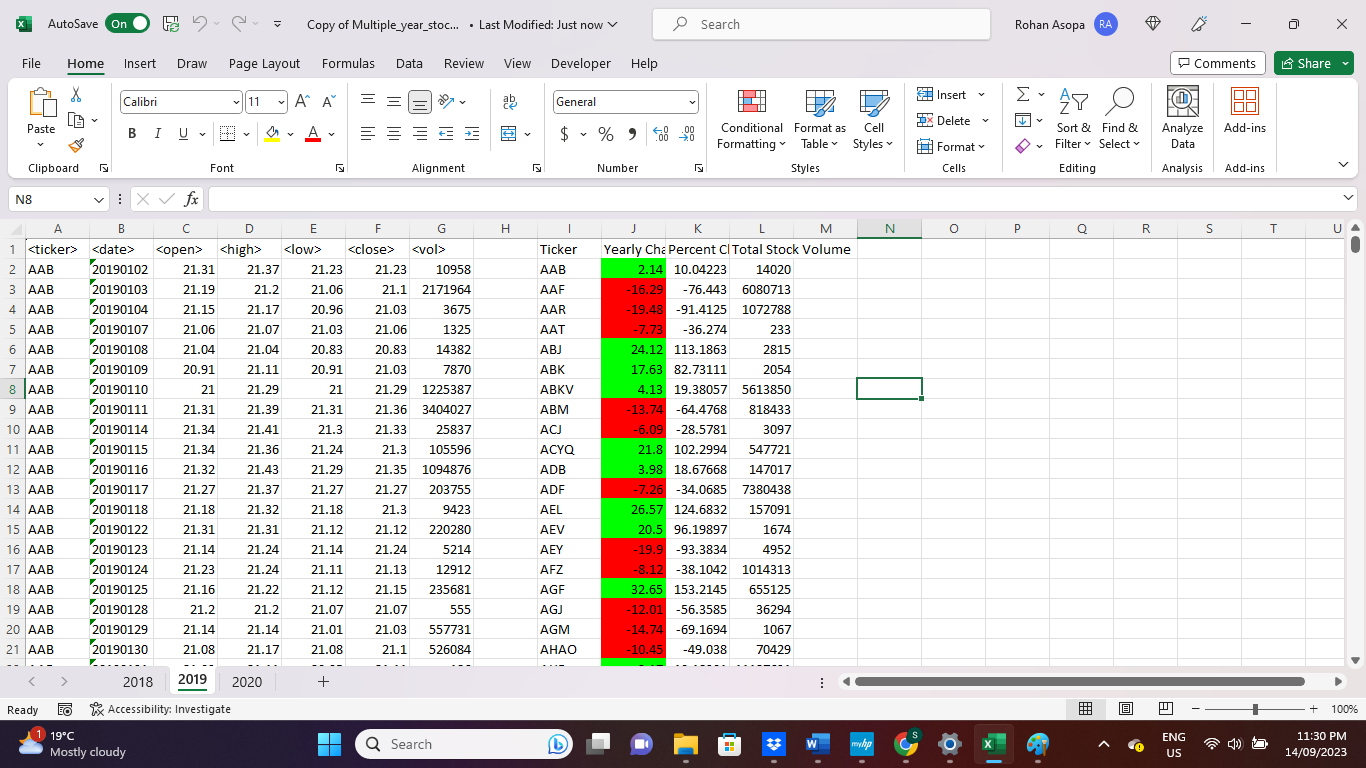 AutoSave On Copy of Multiple_year_stoc... • Last Modified: Just now Search Rohan Asopa RA
File Home Insert Draw Page Layout Formulas Data Review View Developer Help Comments Share
Paste Calibri 11 General Conditional Formatting Format as Table Cell Styles Insert Delete Format Sort & Filter Find & Select Analyze Data Add-ins
Clipboard Font Alignment Number Styles Cells Editing Analysis Add-ins
N8 fx
A B C D E F G H I J K L M N O P Q R S T U
1 <ticker> <date> <open> <high> <low> <close> <vol> Ticker Yearly Cha Percent C Total Stock Volume
2 AAB 20190102 21.31 21.37 21.23 21.23 10958 AAB 2.14 10.04223 14020
3 AAB 20190103 21.19 21.2 21.06 21.1 2171964 AAF -16.29 -76.443 6080713
4 AAB 20190104 21.15 21.17 20.96 21.03 3675 AAR -19.48 -91.4125 1072788
5 AAB 20190107 21.06 21.07 21.03 21.06 1325 AAT -7.73 -36.274 233
6 AAB 20190108 21.04 21.04 20.83 20.83 14382 ABJ 24.12 113.1863 2815
7 AAB 20190109 20.91 21.11 20.91 21.03 7870 ABK 17.63 82.73111 2054
8 AAB 20190110 21 21.29 21 21.29 1225387 ABKV 4.13 19.38057 5613850
9 AAB 20190111 21.31 21.39 21.31 21.36 3404027 ABM -13.74 -64.4768 818433
10 AAB 20190114 21.34 21.41 21.3 21.33 25837 ACJ -6.09 -28.5781 3097
11 AAB 20190115 21.34 21.36 21.24 21.3 105596 ACYQ 21.8 102.2994 547721
12 AAB 20190116 21.32 21.43 21.29 21.35 1094876 ADB 3.98 18.67668 147017
13 AAB 20190117 21.27 21.37 21.27 21.27 203755 ADF -7.26 -34.0685 7380438
14 AAB 20190118 21.18 21.32 21.18 21.3 9423 AEL 26.57 124.6832 157091
15 AAB 20190122 21.31 21.31 21.12 21.12 220280 AEV 20.5 96.19897 1674
16 AAB 20190123 21.14 21.24 21.14 21.24 5214 AEY -19.9 -93.3834 4952
17 AAB 20190124 21.23 21.24 21.11 21.13 12912 AFZ -8.12 -38.1042 1014313
18 AAB 20190125 21.16 21.22 21.12 21.15 235681 AGF 32.65 153.2145 655125
19 AAB 20190128 21.2 21.2 21.07 21.07 555 AGJ -12.01 -56.3585 36294
20 AAB 20190129 21.14 21.14 21.01 21.03 557731 AGM -14.74 -69.1694 1067
21 AAB 20190130 21.08 21.17 21.08 21.1 526084 AHAO -10.45 -49.038 70429
2018 2019 2020
Ready Accessibility: Investigate 100%
1 19°C Mostly cloudy Search ENG US 11:30 PM 14/09/2023